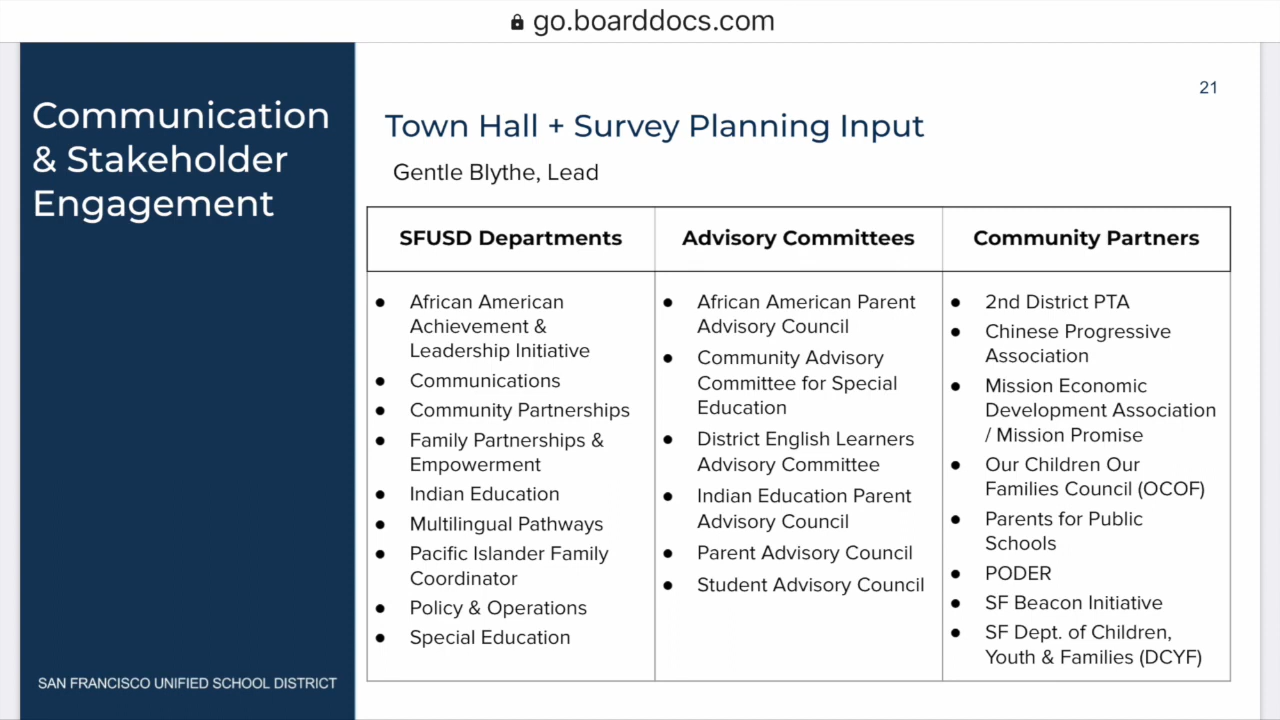 go.boarddocs.com
Communication
& Stakeholder
Engagement
SAN FRANCISCO UNIFIED SCHOOL DISTRICT
21
Town Hall + Survey Planning Input
Gentle Blythe, Lead
SFUSD Departments
● African American
Achievement &
Leadership Initiative
● Communications
● Community Partnerships
● Family Partnerships &
Empowerment
● Indian Education
● Multilingual Pathways
● Pacific Islander Family
Coordinator
● Policy & Operations
● Special Education
Advisory Committees
● African American Parent
Advisory Council
● Community Advisory
Committee for Special
Education
● District English Learners
Advisory Committee
● Indian Education Parent
Advisory Council
● Parent Advisory Council
● Student Advisory Council
Community Partners
● 2nd District PTA
● Chinese Progressive
Association
● Mission Economic
Development Association
/ Mission Promise
● Our Children Our
Families Council (OCOF)
● Parents for Public
Schools
● PODER
● SF Beacon Initiative
● SF Dept. of Children,
Youth & Families (DCYF)